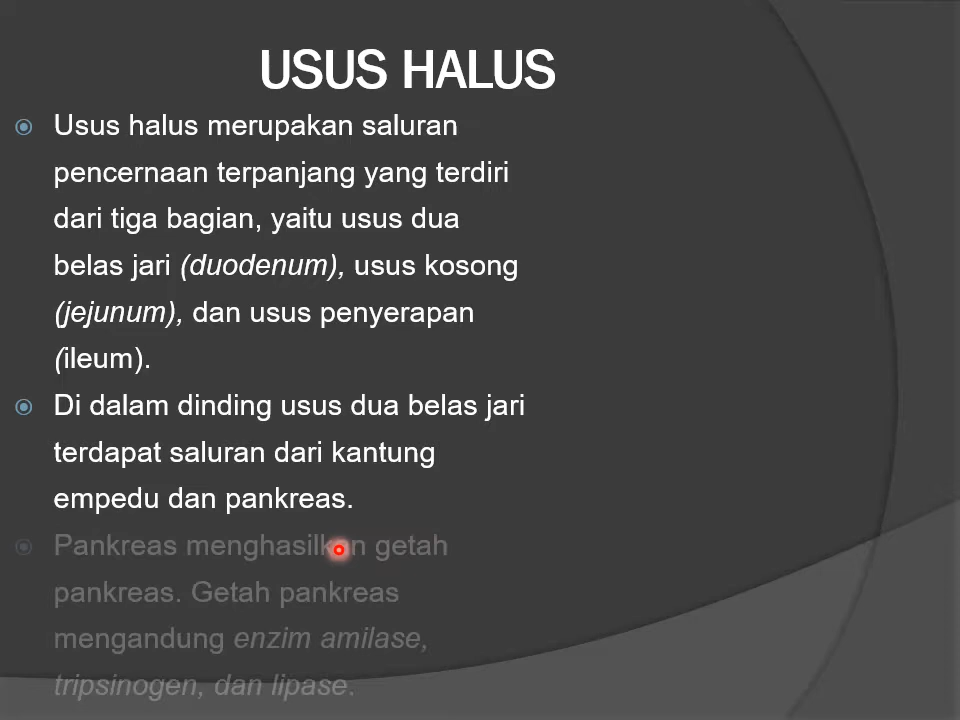 USUS HALUS
Usus halus merupakan saluran
pencernaan terpanjang yang terdiri
dari tiga bagian, yaitu usus dua
belas jari (duodenum), usus kosong
(jejunum), dan usus penyerapan
(ileum).
Di dalam dinding usus dua belas jari
terdapat saluran dari kantung
empedu dan pankreas.
Pankreas menghasilkan getah
pankreas. Getah pankreas
mengandung enzim amilase,
tripsinogen, dan lipase.